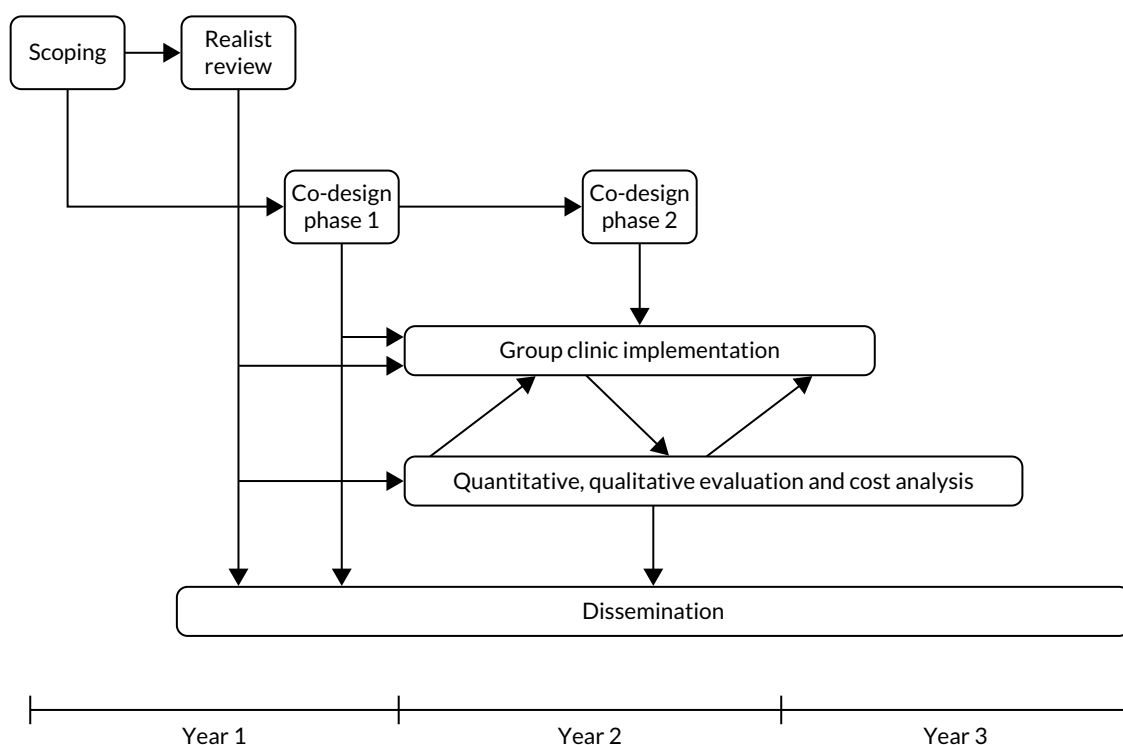 Scoping
Realist
review
Co-design
phase 1
Co-design
phase 2
Group clinic implementation
Quantitative, qualitative evaluation and cost analysis
Dissemination
Year 1
Year 2
Year 3